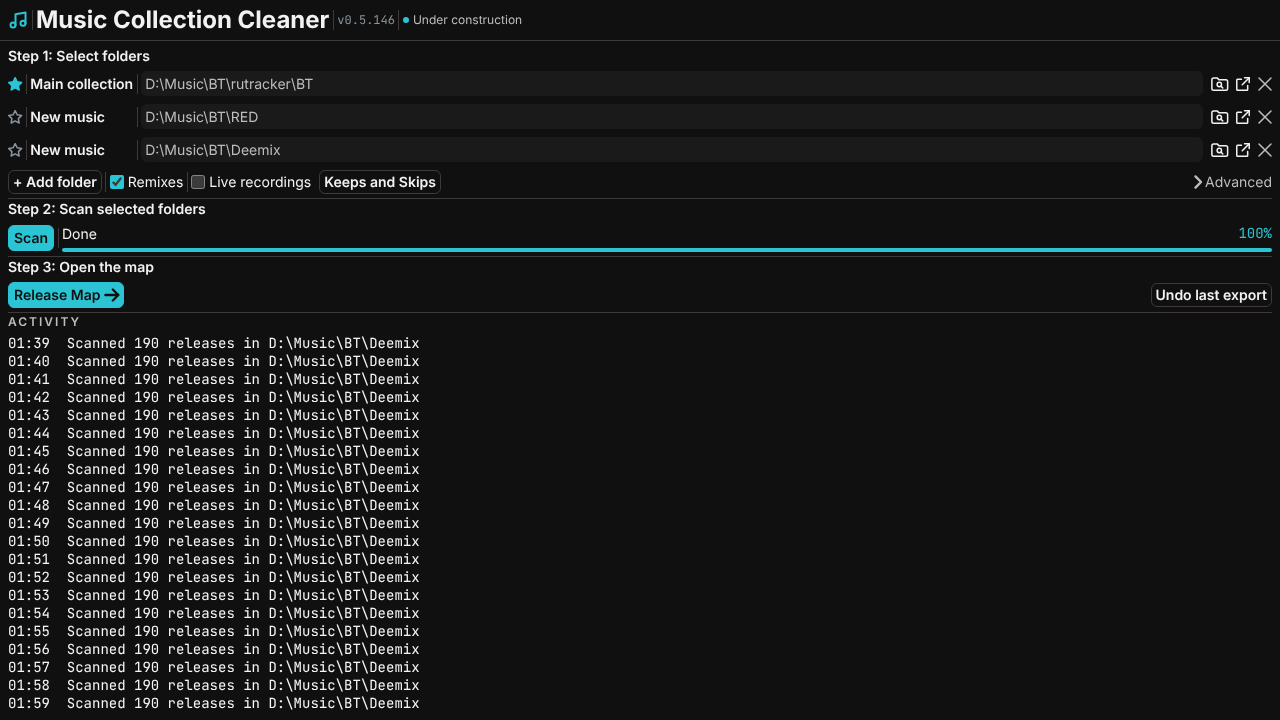 Music Collection Cleaner v0.5.146 Under construction
Step 1: Select folders
Main collection D:\Music\BT\rutracker\BT
New music D:\Music\BT\RED
New music D:\Music\BT\Deemix
+ Add folder Remixes Live recordings Keeps and Skips Advanced
Step 2: Scan selected folders
Scan Done 100%
Step 3: Open the map
Release Map Undo last export
ACTIVITY
01:39 Scanned 190 releases in D:\Music\BT\Deemix
01:40 Scanned 190 releases in D:\Music\BT\Deemix
01:41 Scanned 190 releases in D:\Music\BT\Deemix
01:42 Scanned 190 releases in D:\Music\BT\Deemix
01:43 Scanned 190 releases in D:\Music\BT\Deemix
01:44 Scanned 190 releases in D:\Music\BT\Deemix
01:45 Scanned 190 releases in D:\Music\BT\Deemix
01:46 Scanned 190 releases in D:\Music\BT\Deemix
01:47 Scanned 190 releases in D:\Music\BT\Deemix
01:48 Scanned 190 releases in D:\Music\BT\Deemix
01:49 Scanned 190 releases in D:\Music\BT\Deemix
01:50 Scanned 190 releases in D:\Music\BT\Deemix
01:51 Scanned 190 releases in D:\Music\BT\Deemix
01:52 Scanned 190 releases in D:\Music\BT\Deemix
01:53 Scanned 190 releases in D:\Music\BT\Deemix
01:54 Scanned 190 releases in D:\Music\BT\Deemix
01:55 Scanned 190 releases in D:\Music\BT\Deemix
01:56 Scanned 190 releases in D:\Music\BT\Deemix
01:57 Scanned 190 releases in D:\Music\BT\Deemix
01:58 Scanned 190 releases in D:\Music\BT\Deemix
01:59 Scanned 190 releases in D:\Music\BT\Deemix